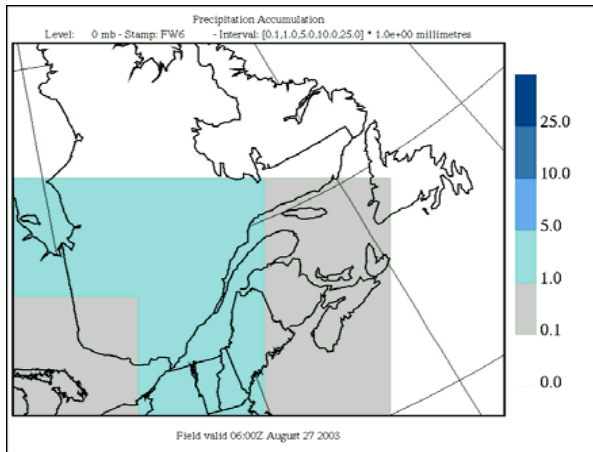 Precipitation Accumulation
Level: 0 mb - Stamp: FW6 - Interval: [0.1,1.0,5.0,10.0,25.0] * 1.0e+00 millimetres
25.0
10.0
5.0
1.0
0.1
0.0
Field valid 06:00Z August 27 2003